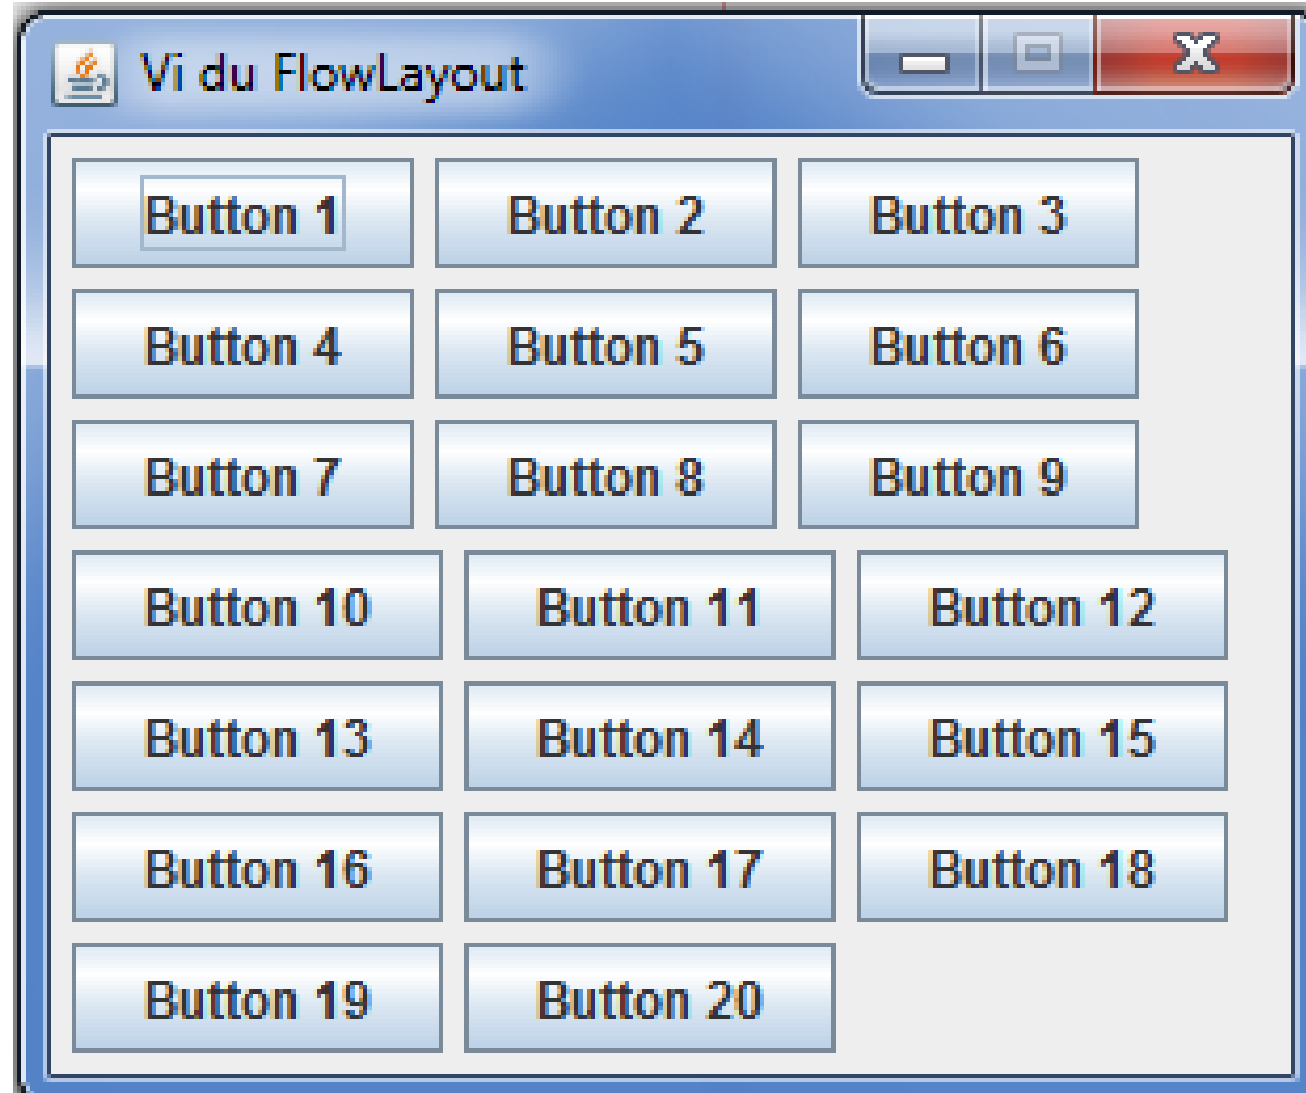 Vi du FlowLayout
Button 1 Button 2 Button 3
Button 4 Button 5 Button 6
Button 7 Button 8 Button 9
Button 10 Button 11 Button 12
Button 13 Button 14 Button 15
Button 16 Button 17 Button 18
Button 19 Button 20